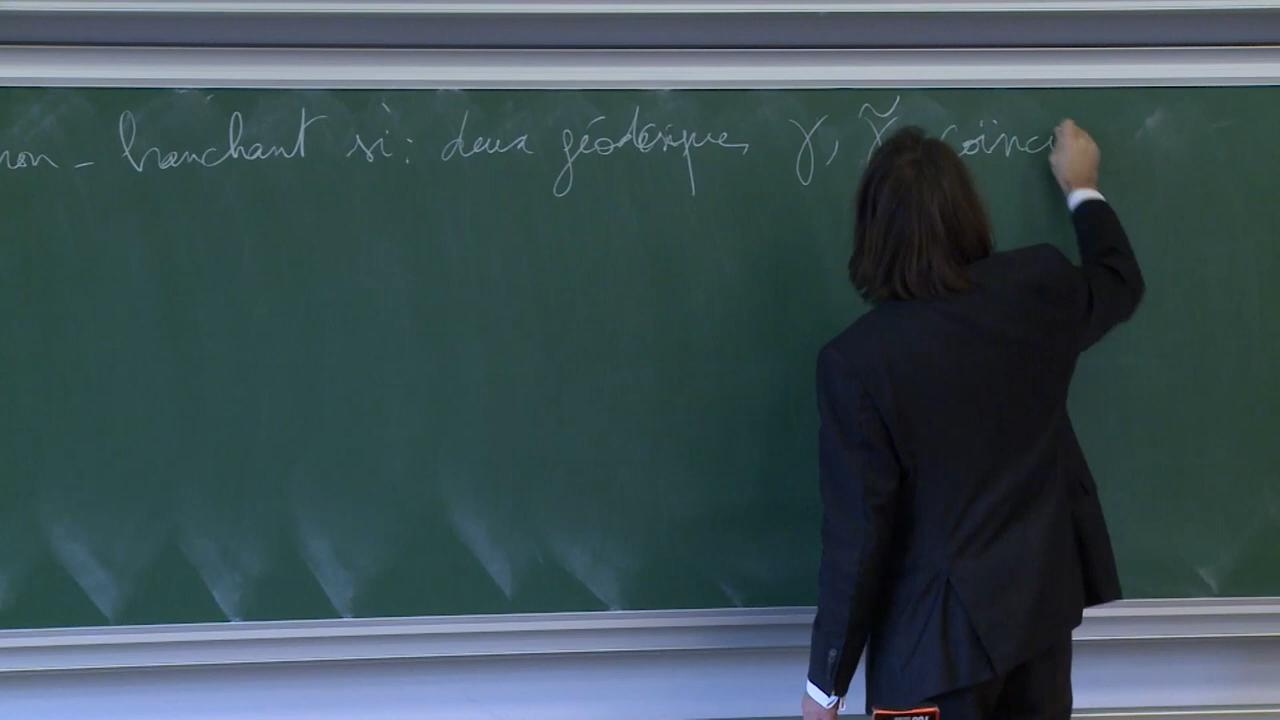 non - branchant si: deux géodésiques γ, γ̃ coïnc